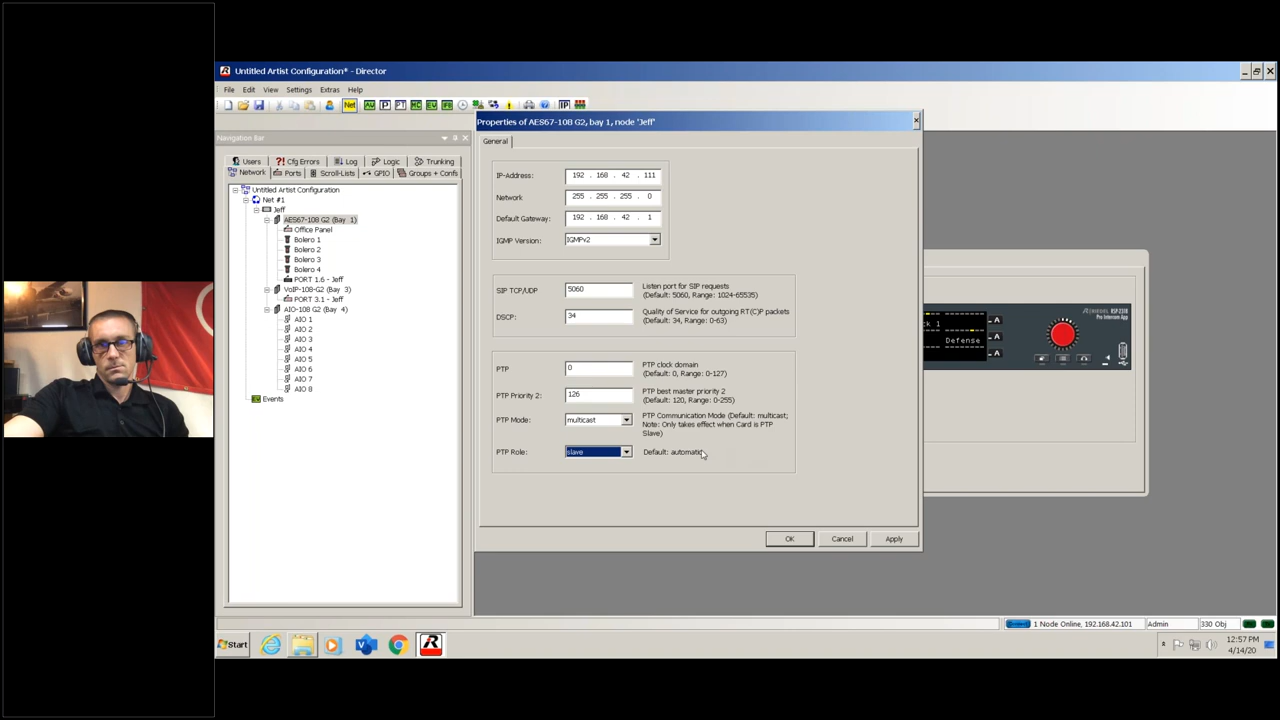 Untitled Artist Configuration* - Director
File Edit View Settings Extras Help
Net
IP
Navigation Bar
Users Cfg Errors Log Logic Trunking
Network Ports Scroll-Lists GPIO Groups + Confs
Untitled Artist Configuration
Net #1
Jeff
AES67-108 G2 (Bay 1)
Office Panel
Bolero 1
Bolero 2
Bolero 3
Bolero 4
PORT 1.6 - Jeff
VoIP-108 G2 (Bay 3)
PORT 3.1 - Jeff
AIO-108 G2 (Bay 4)
AIO 1
AIO 2
AIO 3
AIO 4
AIO 5
AIO 6
AIO 7
AIO 8
Events
Properties of AES67-108 G2, bay 1, node 'Jeff'
General
IP-Address: 192 . 168 . 42 . 111
Network 255 . 255 . 255 . 0
Default Gateway: 192 . 168 . 42 . 1
IGMP Version: IGMPv2
SIP TCP/UDP 5060 Listen port for SIP requests
(Default: 5060, Range: 1024-65535)
DSCP: 34 Quality of Service for outgoing RT(C)P packets
(Default: 34, Range: 0-63)
PTP 0 PTP clock domain
(Default: 0, Range: 0-127)
PTP Priority 2: 126 PTP best master priority 2
(Default: 120, Range: 0-255)
PTP Mode: multicast PTP Communication Mode (Default: multicast;
Note: Only takes effect when Card is PTP
Slave)
PTP Role: slave Default: automatic
OK Cancel Apply
A
Defense A
A
RSP-2318
Pro Intercom App
1 Node Online, 192.168.42.101 Admin 330 Obj
Start
12:57 PM
4/14/20